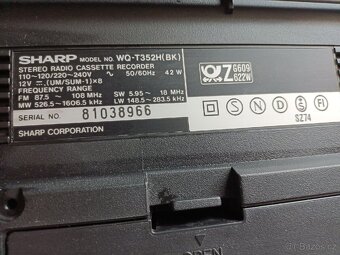 SHARP MODEL NO. WQ-T352H(BK)
STEREO RADIO CASSETTE RECORDER
110~120/220~240V ~ 50/60Hz 42W
12V ⎓ (UM/SUM-1)×8
FREQUENCY RANGE
FM 87.5 ~ 108 MHz SW 5.95 ~ 18 MHz
MW 526.5~1606.5 kHz LW 148.5~283.5 kHz
SERIAL NO. 81038966
SHARP CORPORATION
Z G609 622W
SZ74
OPEN